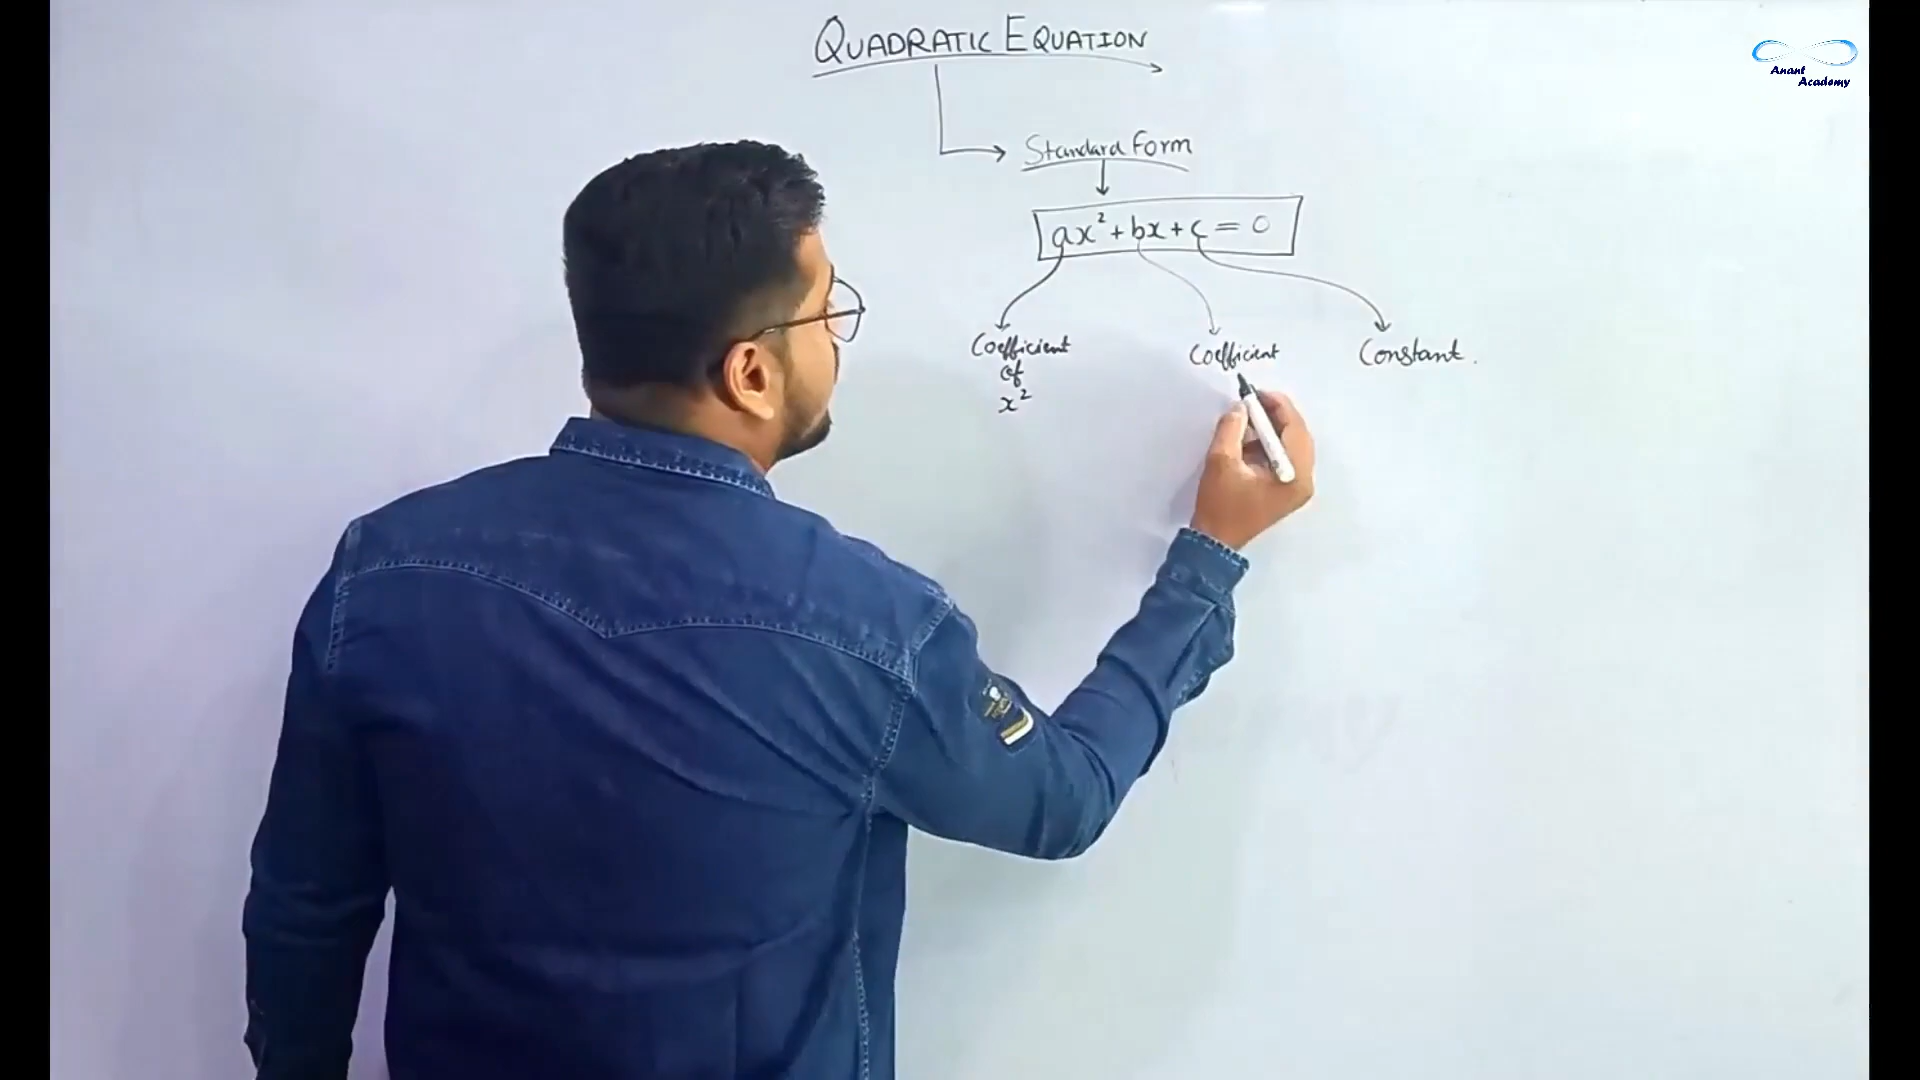 QUADRATIC EQUATION
Standard Form
ax² + bx + c = 0
Coefficient
of
x²
Coefficient
Constant.
Anant
Academy